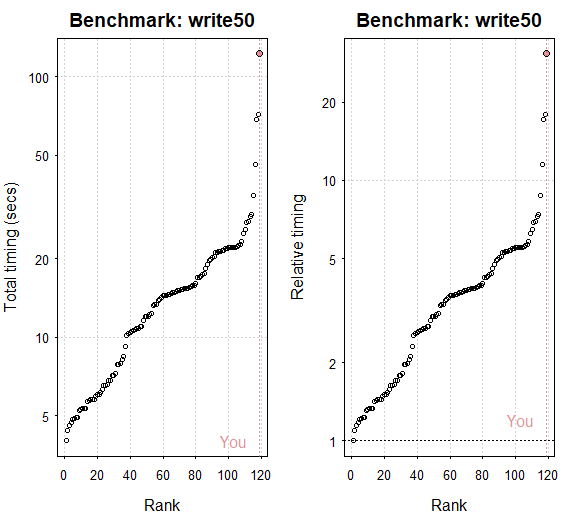 Benchmark: write50
Total timing (secs)
100
50
20
10
5
You
0 20 40 60 80 100 120
Rank
Benchmark: write50
Relative timing
20
10
5
2
1
You
0 20 40 60 80 100 120
Rank